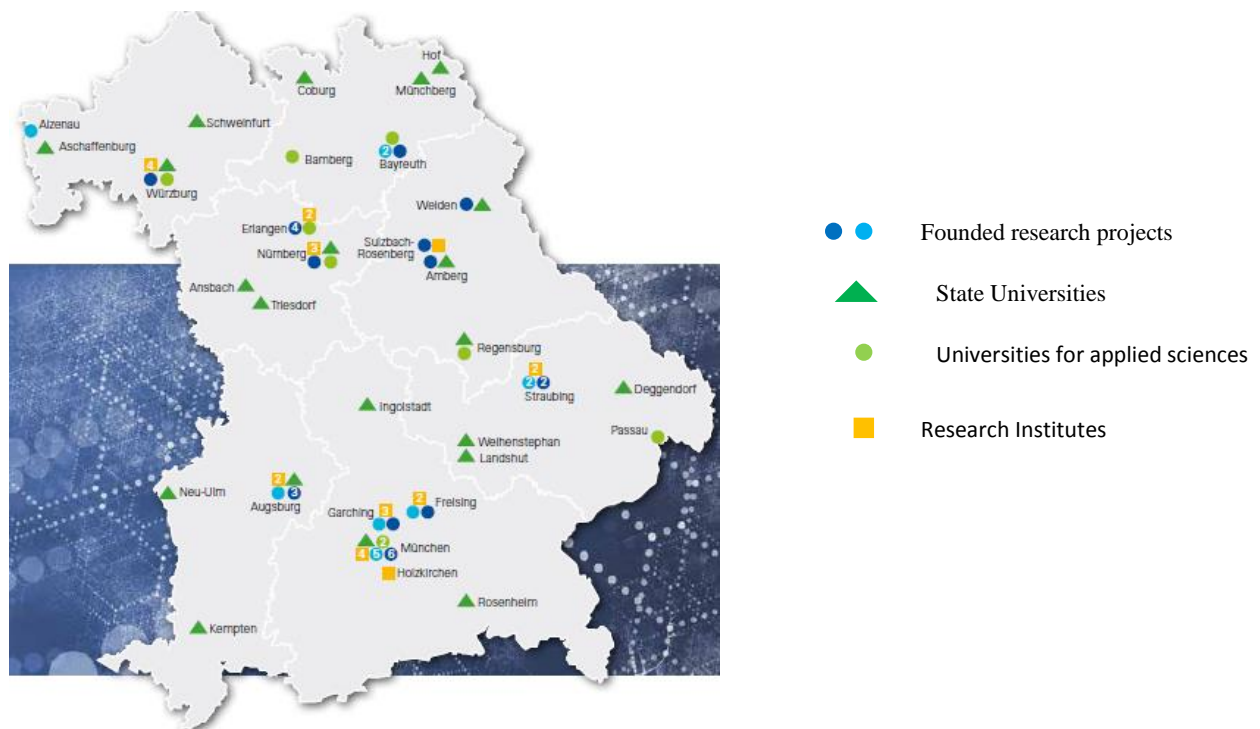 Hof
Coburg
Münchberg
Alzenau
Schweinfurt
Aschaffenburg
Bamberg
2
Bayreuth
4
Würzburg
Weiden
2
Erlangen
4
3
Nürnberg
Sulzbach-
Rosenberg
Amberg
Ansbach
Triesdorf
Regensburg
2
2
2
Straubing
Deggendorf
Ingolstadt
Passau
Weihenstephan
Landshut
Neu-Ulm
2
3
Augsburg
2
Freising
Garching
3
2
München
4
5
6
Holzkirchen
Rosenheim
Kempten
Founded research projects
State Universities
Universities for applied sciences
Research Institutes